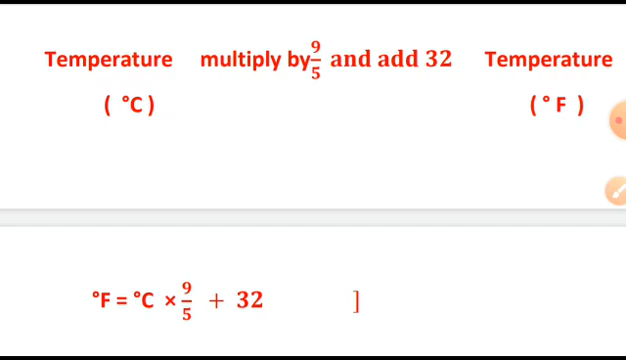 Temperature multiply by 9/5 and add 32 Temperature
( °C ) ( ° F )
°F = °C × 9/5 + 32 ]